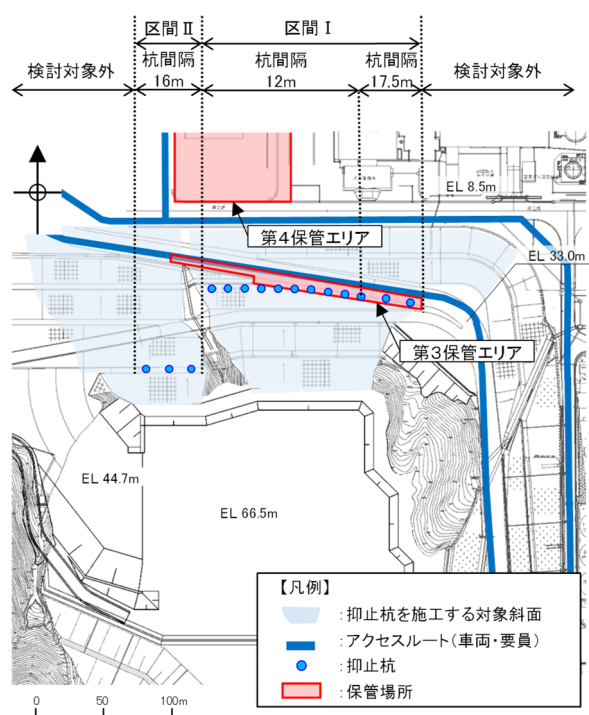 区間Ⅱ 区間Ⅰ
検討対象外 杭間隔 16m 杭間隔 12m 杭間隔 17.5m 検討対象外
EL 8.5m
第4保管エリア
EL 33.0m
第3保管エリア
EL 44.7m
EL 66.5m
【凡例】
:抑止杭を施工する対象斜面
:アクセスルート(車両・要員)
:抑止杭
:保管場所
0 50 100m